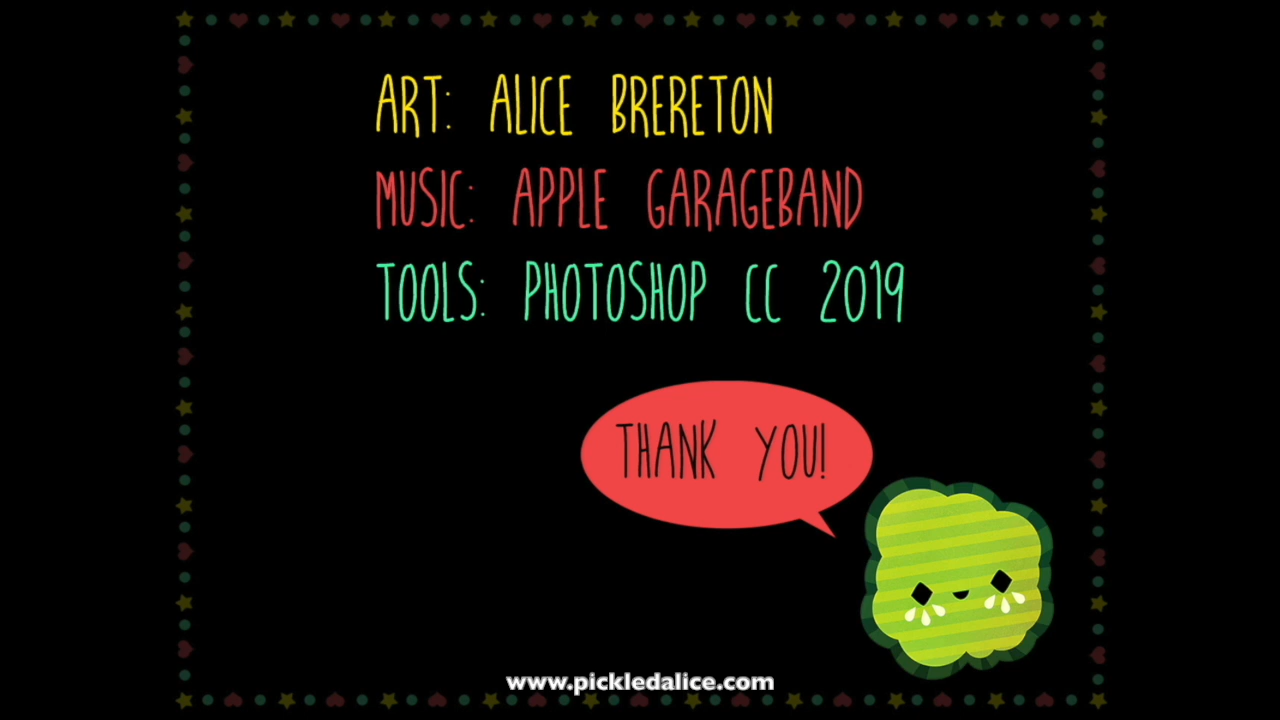 ART: ALICE BRERETON
MUSIC: APPLE GARAGEBAND
TOOLS: PHOTOSHOP CC 2019
THANK YOU!
www.pickledalice.com